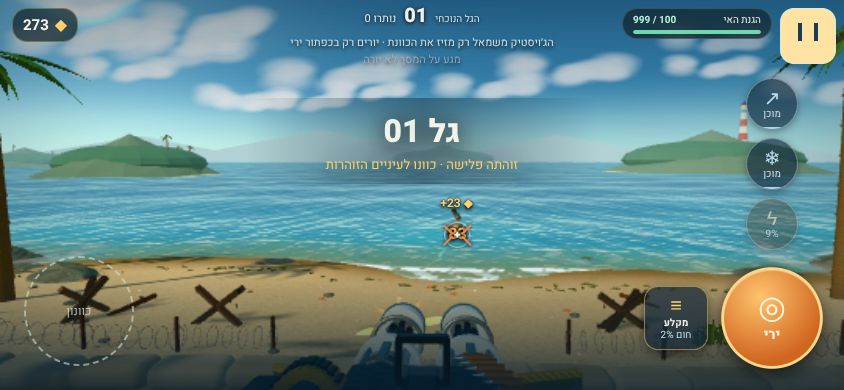 הגל הנוכחי 01 נותרו 0
הגנת האי 999 / 100
273
הג׳ויסטיק משמאל רק מזיז את הכוונת · יורים רק בכפתור ירי
מגע על המסך לא יורה
גל 01
זוהתה פלישה · כוונו לעיניים הזוהרות
מוכן
מוכן
9%
+23
כוונון
מקלע
חום 2%
ירי